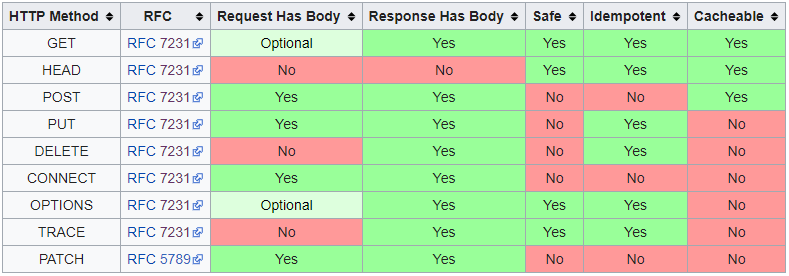 HTTP Method RFC Request Has Body Response Has Body Safe Idempotent Cacheable
GET RFC 7231 Optional Yes Yes Yes Yes
HEAD RFC 7231 No No Yes Yes Yes
POST RFC 7231 Yes Yes No No Yes
PUT RFC 7231 Yes Yes No Yes No
DELETE RFC 7231 No Yes No Yes No
CONNECT RFC 7231 Yes Yes No No No
OPTIONS RFC 7231 Optional Yes Yes Yes No
TRACE RFC 7231 No Yes Yes Yes No
PATCH RFC 5789 Yes Yes No No No